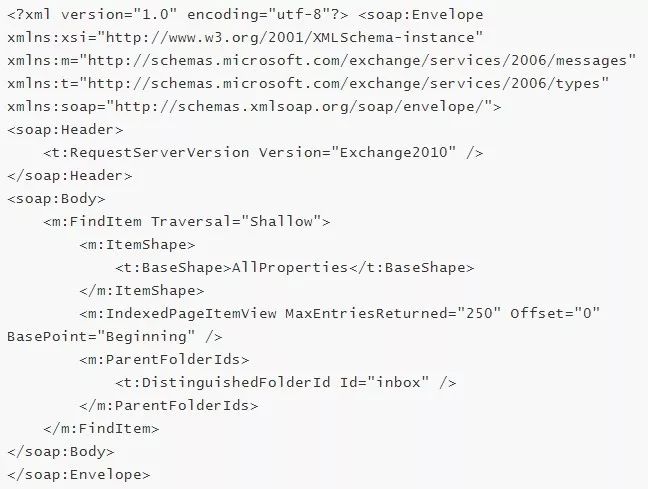 <?xml version="1.0" encoding="utf-8"?> <soap:Envelope
xmlns:xsi="http://www.w3.org/2001/XMLSchema-instance"
xmlns:m="http://schemas.microsoft.com/exchange/services/2006/messages"
xmlns:t="http://schemas.microsoft.com/exchange/services/2006/types"
xmlns:soap="http://schemas.xmlsoap.org/soap/envelope/">
<soap:Header>
    <t:RequestServerVersion Version="Exchange2010" />
</soap:Header>
<soap:Body>
    <m:FindItem Traversal="Shallow">
        <m:ItemShape>
            <t:BaseShape>AllProperties</t:BaseShape>
        </m:ItemShape>
        <m:IndexedPageItemView MaxEntriesReturned="250" Offset="0"
BasePoint="Beginning" />
        <m:ParentFolderIds>
            <t:DistinguishedFolderId Id="inbox" />
        </m:ParentFolderIds>
    </m:FindItem>
</soap:Body>
</soap:Envelope>